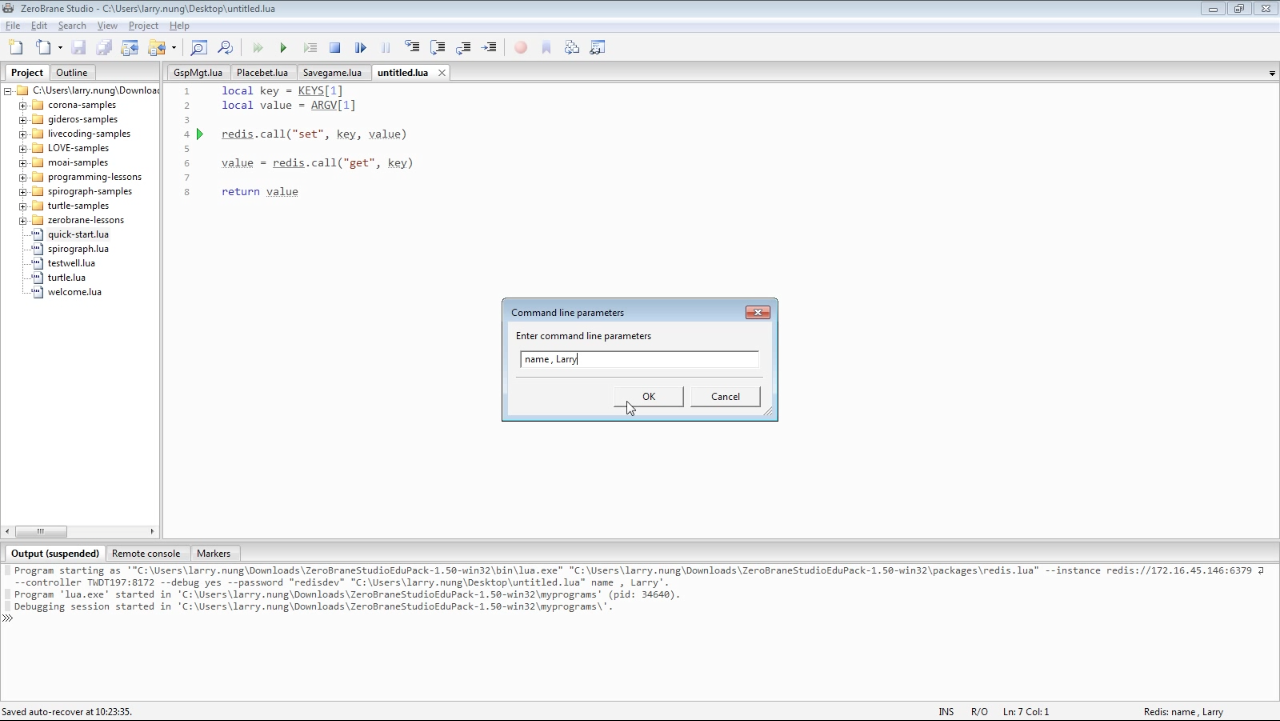 ZeroBrane Studio - C:\Users\larry.nung\Desktop\untitled.lua
File Edit Search View Project Help
Project Outline
C:\Users\larry.nung\Downloa
corona-samples
gideros-samples
livecoding-samples
LOVE-samples
moai-samples
programming-lessons
spirograph-samples
turtle-samples
zerobrane-lessons
quick-start.lua
spirograph.lua
testwell.lua
turtle.lua
welcome.lua
GspMgt.lua Placebet.lua Savegame.lua untitled.lua
1 local key = KEYS[1]
2 local value = ARGV[1]
3
4 redis.call("set", key, value)
5
6 value = redis.call("get", key)
7
8 return value
Command line parameters
Enter command line parameters
name , Larry
OK Cancel
Output (suspended) Remote console Markers
Program starting as '"C:\Users\larry.nung\Downloads\ZeroBraneStudioEduPack-1.50-win32\bin\lua.exe" "C:\Users\larry.nung\Downloads\ZeroBraneStudioEduPack-1.50-win32\packages\redis.lua" --instance redis://172.16.45.146:6379
--controller TWDT197:8172 --debug yes --password "redisdev" "C:\Users\larry.nung\Desktop\untitled.lua" name , Larry'.
Program 'lua.exe' started in 'C:\Users\larry.nung\Downloads\ZeroBraneStudioEduPack-1.50-win32\myprograms' (pid: 34640).
Debugging session started in 'C:\Users\larry.nung\Downloads\ZeroBraneStudioEduPack-1.50-win32\myprograms\'.
Saved auto-recover at 10:23:35. INS R/O Ln: 7 Col: 1 Redis: name , Larry